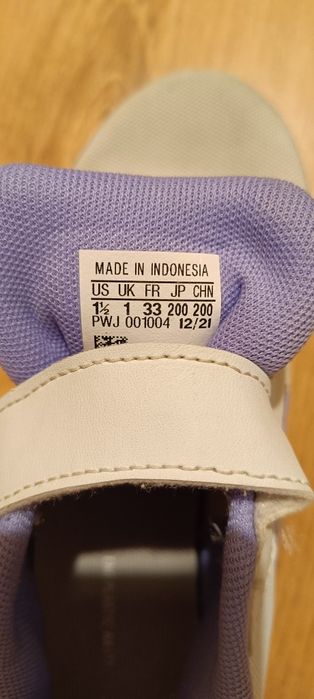 MADE IN INDONESIA
US UK FR JP CHN
1½ 1 33 200 200
PWJ 001004 12/21